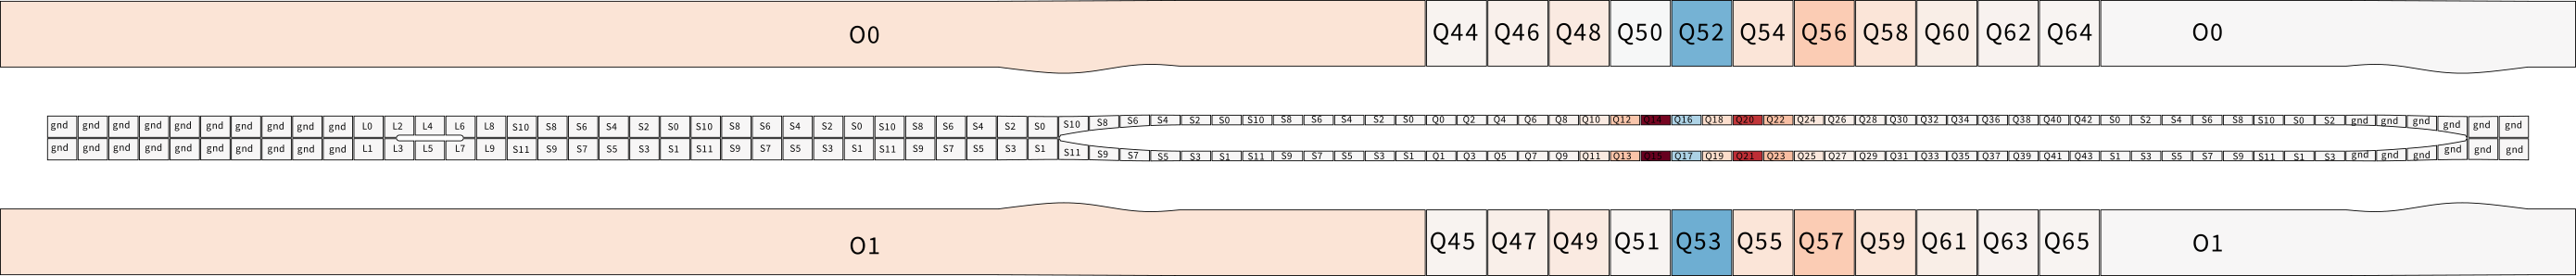 O0 Q44 Q46 Q48 Q50 Q52 Q54 Q56 Q58 Q60 Q62 Q64 O0
gnd gnd gnd gnd gnd gnd gnd gnd gnd gnd L0 L2 L4 L6 L8 S10 S8 S6 S4 S2 S0 S10 S8 S6 S4 S2 S0 S10 S8 S6 S4 S2 S0 S10 S8 S6 S4 S2 S0 S10 S8 S6 S4 S2 S0 Q0 Q2 Q4 Q6 Q8 Q10 Q12 Q14 Q16 Q18 Q20 Q22 Q24 Q26 Q28 Q30 Q32 Q34 Q36 Q38 Q40 Q42 S0 S2 S4 S6 S8 S10 S0 S2 gnd gnd gnd gnd gnd gnd
gnd gnd gnd gnd gnd gnd gnd gnd gnd gnd L1 L3 L5 L7 L9 S11 S9 S7 S5 S3 S1 S11 S9 S7 S5 S3 S1 S11 S9 S7 S5 S3 S1 S11 S9 S7 S5 S3 S1 S11 S9 S7 S5 S3 S1 Q1 Q3 Q5 Q7 Q9 Q11 Q13 Q15 Q17 Q19 Q21 Q23 Q25 Q27 Q29 Q31 Q33 Q35 Q37 Q39 Q41 Q43 S1 S3 S5 S7 S9 S11 S1 S3 gnd gnd gnd gnd gnd gnd
O1 Q45 Q47 Q49 Q51 Q53 Q55 Q57 Q59 Q61 Q63 Q65 O1